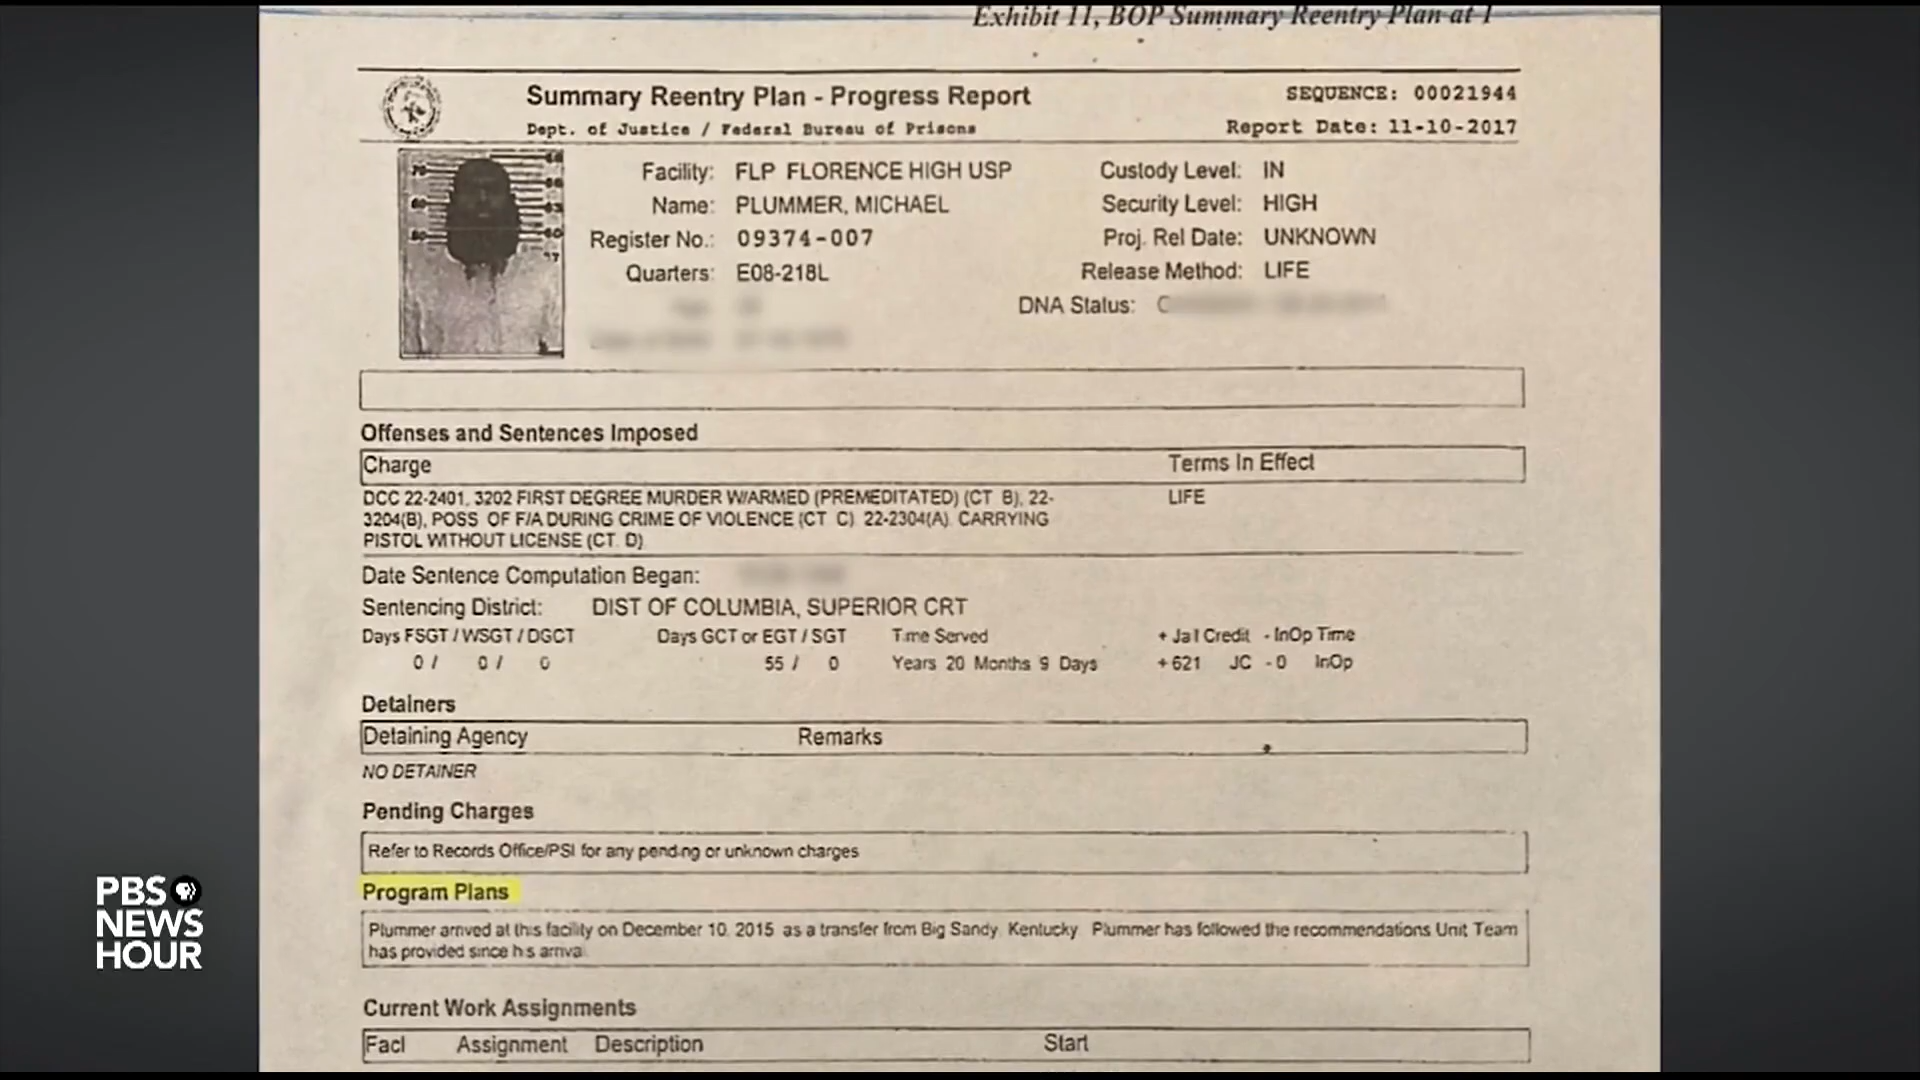 Exhibit 11, BOP Summary Reentry Plan at 1
Summary Reentry Plan - Progress Report
SEQUENCE: 00021944
Dept. of Justice / Federal Bureau of Prisons
Report Date: 11-10-2017
Facility: FLP FLORENCE HIGH USP
Custody Level: IN
Name: PLUMMER, MICHAEL
Security Level: HIGH
Register No.: 09374-007
Proj. Rel Date: UNKNOWN
Quarters: E08-218L
Release Method: LIFE
DNA Status:
Offenses and Sentences Imposed
Charge Terms In Effect
DCC 22-2401, 3202 FIRST DEGREE MURDER W/ARMED (PREMEDITATED) (CT B), 22- LIFE
3204(B), POSS OF F/A DURING CRIME OF VIOLENCE (CT C) 22-2304(A) CARRYING
PISTOL WITHOUT LICENSE (CT D)
Date Sentence Computation Began:
Sentencing District: DIST OF COLUMBIA, SUPERIOR CRT
Days FSGT / WSGT / DGCT Days GCT or EGT / SGT Time Served + Jail Credit - InOp Time
0 / 0 / 0 55 / 0 Years 20 Months 9 Days +621 JC - 0 InOp
Detainers
Detaining Agency Remarks
NO DETAINER
Pending Charges
Refer to Records Office/PSI for any pending or unknown charges
Program Plans
Plummer arrived at this facility on December 10, 2015 as a transfer from Big Sandy, Kentucky. Plummer has followed the recommendations Unit Team
has provided since his arrival
Current Work Assignments
Facl Assignment Description Start
PBS
NEWS
HOUR